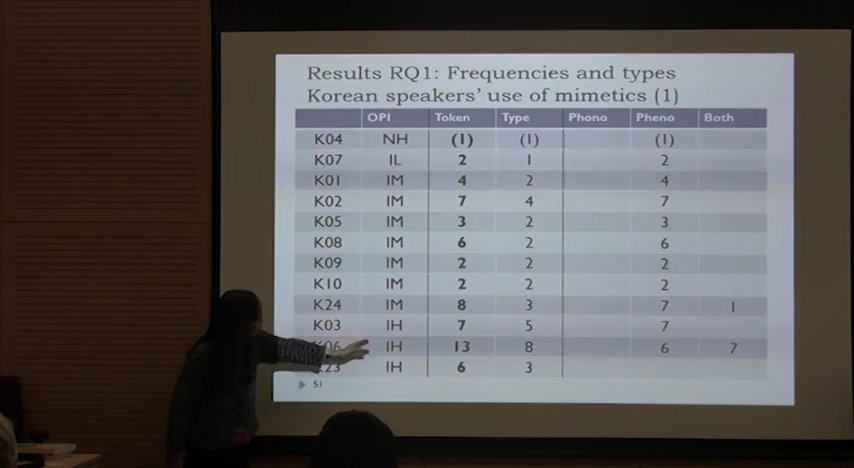 Results RQ1: Frequencies and types
Korean speakers' use of mimetics (1)
OPI Token Type Phono Pheno Both
K04 NH (1) (1) (1)
K07 IL 2 1 2
K01 IM 4 2 4
K02 IM 7 4 7
K05 IM 3 2 3
K08 IM 6 2 6
K09 IM 2 2 2
K10 IM 2 2 2
K24 IM 8 3 7 1
K03 IH 7 5 7
K06 IH 13 8 6 7
K23 IH 6 3
51